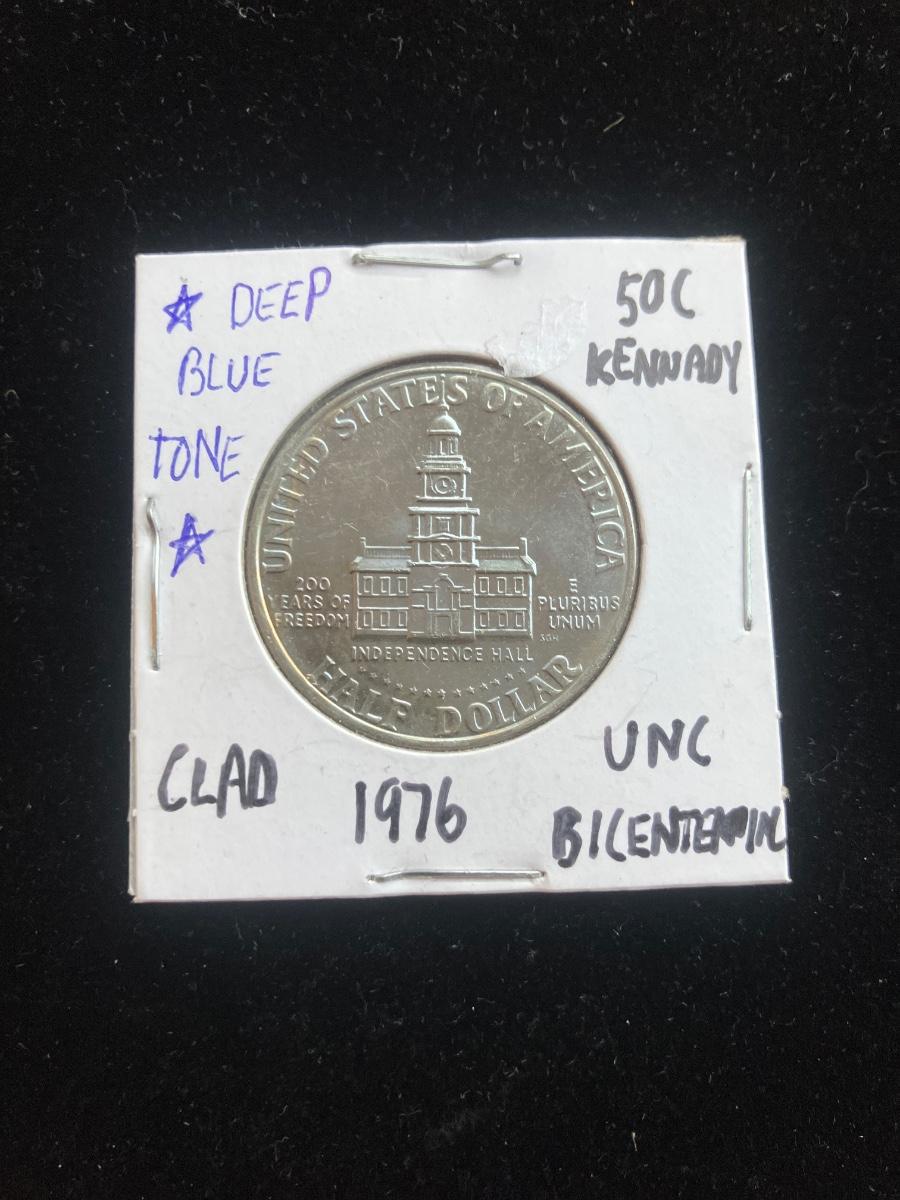 ☆ DEEP
BLUE
TONE
☆
50C
KENNADY
UNITED STATES OF AMERICA
200
YEARS OF
FREEDOM
E
PLURIBUS
UNUM
SGH
INDEPENDENCE HALL
HALF DOLLAR
CLAD
1976
UNC